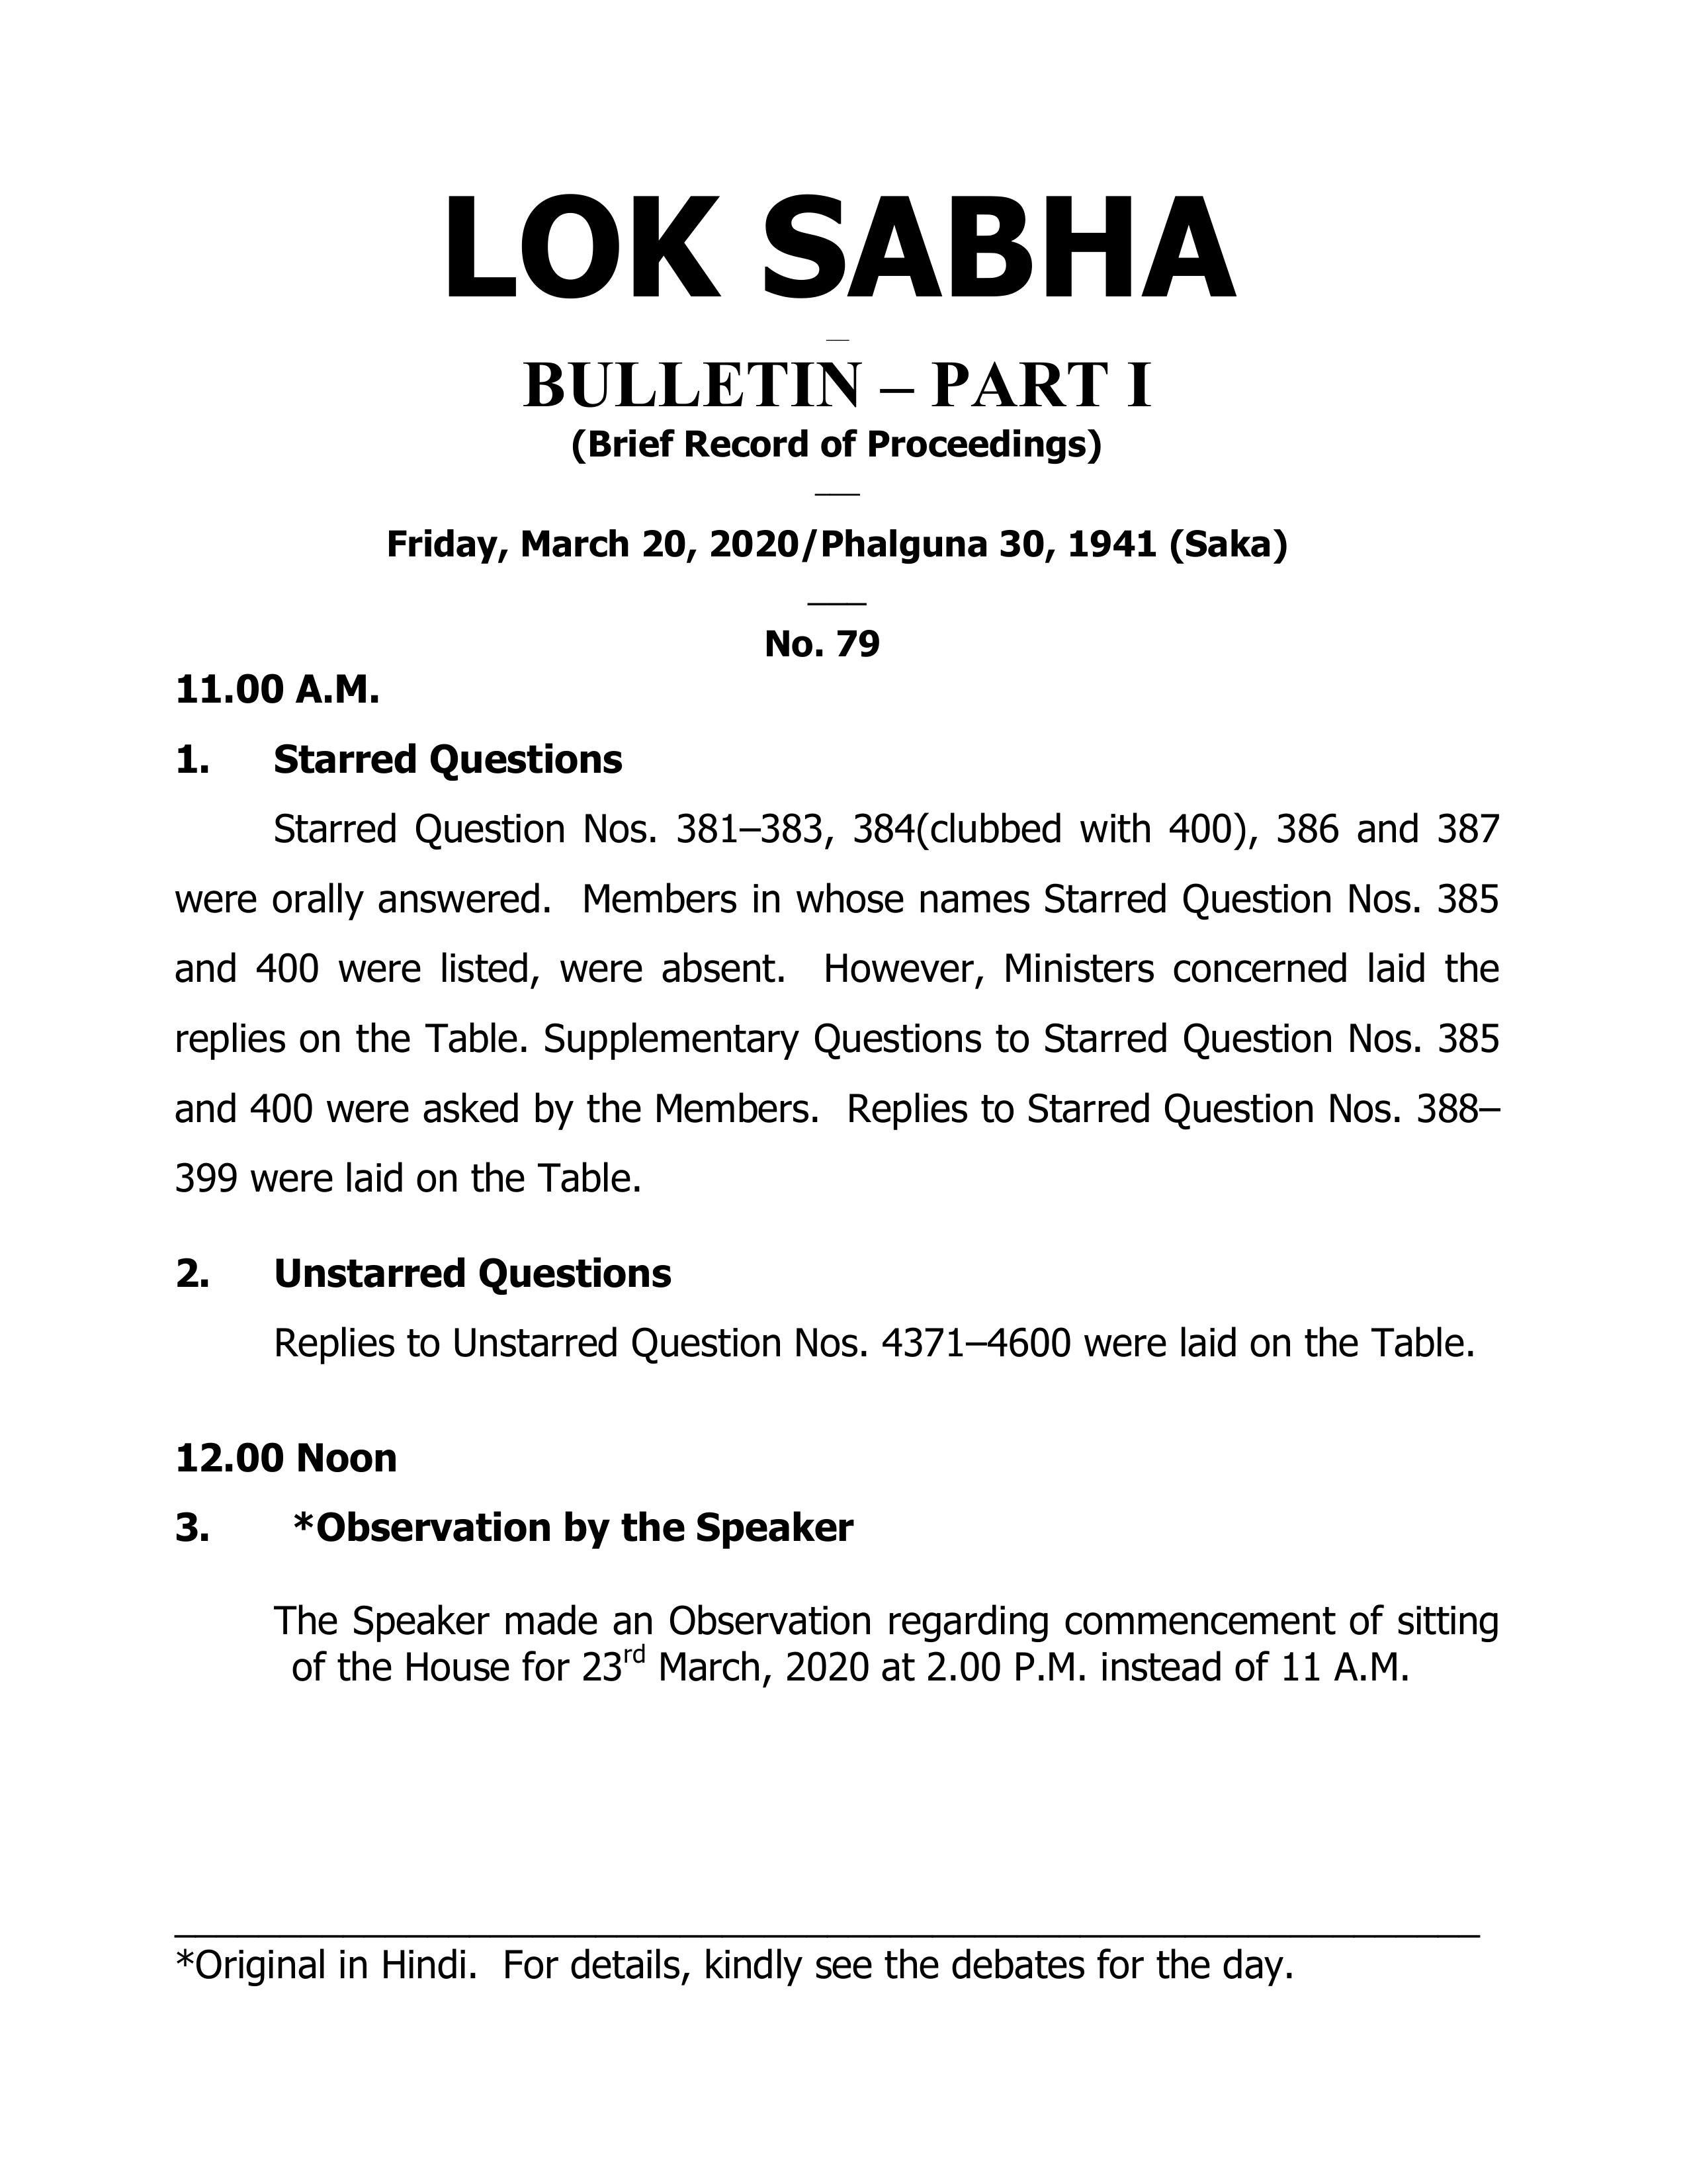 LOK SABHA
BULLETIN – PART I
(Brief Record of Proceedings)
Friday, March 20, 2020/Phalguna 30, 1941 (Saka)
No. 79
11.00 A.M.
1. Starred Questions
Starred Question Nos. 381–383, 384(clubbed with 400), 386 and 387
were orally answered. Members in whose names Starred Question Nos. 385
and 400 were listed, were absent. However, Ministers concerned laid the
replies on the Table. Supplementary Questions to Starred Question Nos. 385
and 400 were asked by the Members. Replies to Starred Question Nos. 388–
399 were laid on the Table.
2. Unstarred Questions
Replies to Unstarred Question Nos. 4371–4600 were laid on the Table.
12.00 Noon
3. *Observation by the Speaker
The Speaker made an Observation regarding commencement of sitting
of the House for 23rd March, 2020 at 2.00 P.M. instead of 11 A.M.
*Original in Hindi. For details, kindly see the debates for the day.